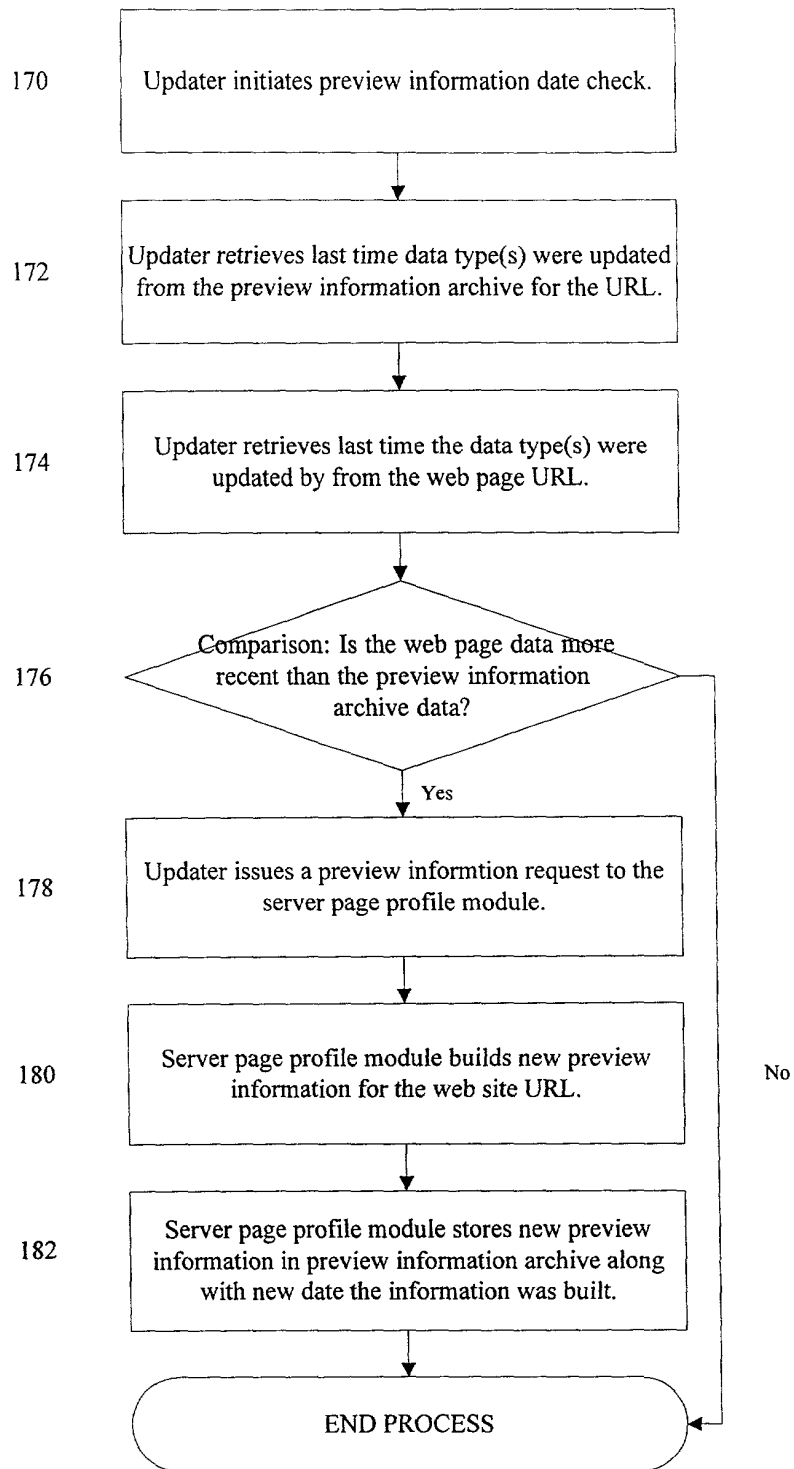 170
Updater initiates preview information date check.
172
Updater retrieves last time data type(s) were updated
from the preview information archive for the URL.
174
Updater retrieves last time the data type(s) were
updated by from the web page URL.
176
Comparison: Is the web page data more
recent than the preview information
archive data?
Yes
178
Updater issues a preview informtion request to the
server page profile module.
180
Server page profile module builds new preview
information for the web site URL.
No
182
Server page profile module stores new preview
information in preview information archive along
with new date the information was built.
END PROCESS